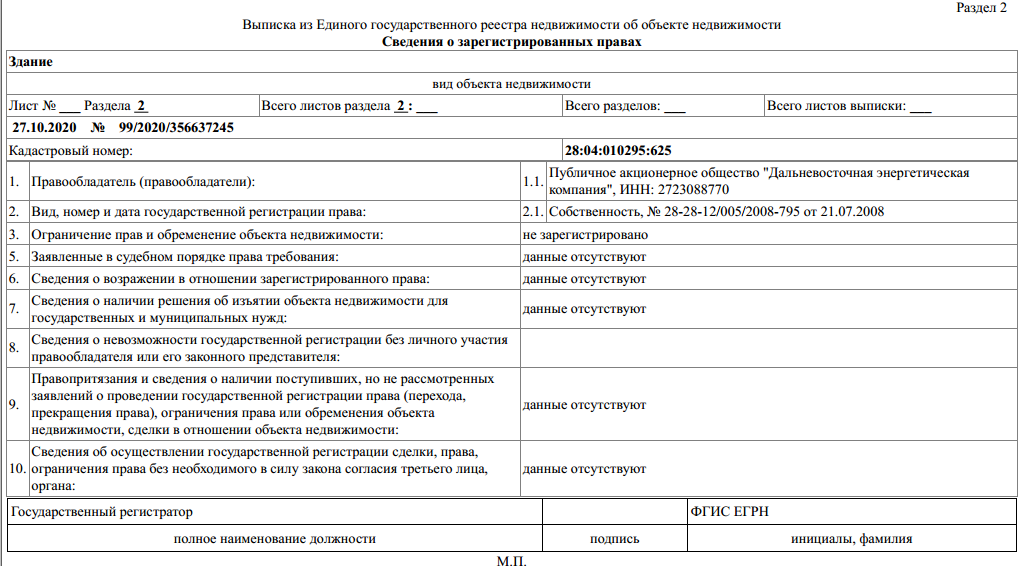 Раздел 2
Выписка из Единого государственного реестра недвижимости об объекте недвижимости
Сведения о зарегистрированных правах
Здание
вид объекта недвижимости
Лист № ___ Раздела 2 Всего листов раздела 2 : ___ Всего разделов: ___ Всего листов выписки: ___
27.10.2020 № 99/2020/356637245
Кадастровый номер: 28:04:010295:625
1. Правообладатель (правообладатели): 1.1. Публичное акционерное общество "Дальневосточная энергетическая
компания", ИНН: 2723088770
2. Вид, номер и дата государственной регистрации права: 2.1. Собственность, № 28-28-12/005/2008-795 от 21.07.2008
3. Ограничение прав и обременение объекта недвижимости: не зарегистрировано
5. Заявленные в судебном порядке права требования: данные отсутствуют
6. Сведения о возражении в отношении зарегистрированного права: данные отсутствуют
7. Сведения о наличии решения об изъятии объекта недвижимости для
государственных и муниципальных нужд: данные отсутствуют
8. Сведения о невозможности государственной регистрации без личного участия
правообладателя или его законного представителя:
9. Правопритязания и сведения о наличии поступивших, но не рассмотренных
заявлений о проведении государственной регистрации права (перехода,
прекращения права), ограничения права или обременения объекта
недвижимости, сделки в отношении объекта недвижимости: данные отсутствуют
10. Сведения об осуществлении государственной регистрации сделки, права,
ограничения права без необходимого в силу закона согласия третьего лица,
органа: данные отсутствуют
Государственный регистратор ФГИС ЕГРН
полное наименование должности подпись инициалы, фамилия
М.П.